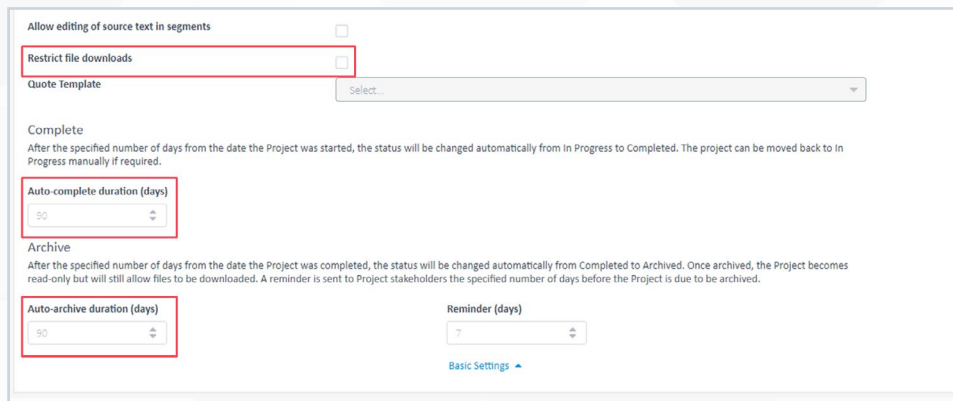 Allow editing of source text in segments
Restrict file downloads
Quote Template
Select...
Complete
After the specified number of days from the date the Project was started, the status will be changed automatically from In Progress to Completed. The project can be moved back to In
Progress manually if required.
Auto-complete duration (days)
90
Archive
After the specified number of days from the date the Project was completed, the status will be changed automatically from Completed to Archived. Once archived, the Project becomes
read-only but will still allow files to be downloaded. A reminder is sent to Project stakeholders the specified number of days before the Project is due to be archived.
Auto-archive duration (days)
Reminder (days)
90
7
Basic Settings